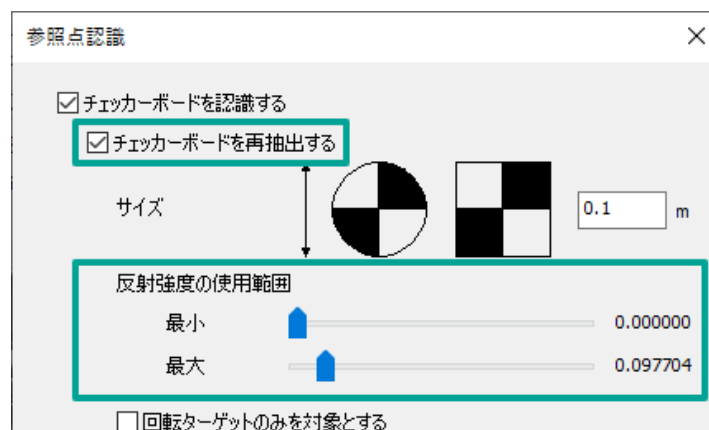 参照点認識
チェッカーボードを認識する
チェッカーボードを再抽出する
サイズ
0.1 m
反射強度の使用範囲
最小 0.000000
最大 0.097704
回転ターゲットのみを対象とする